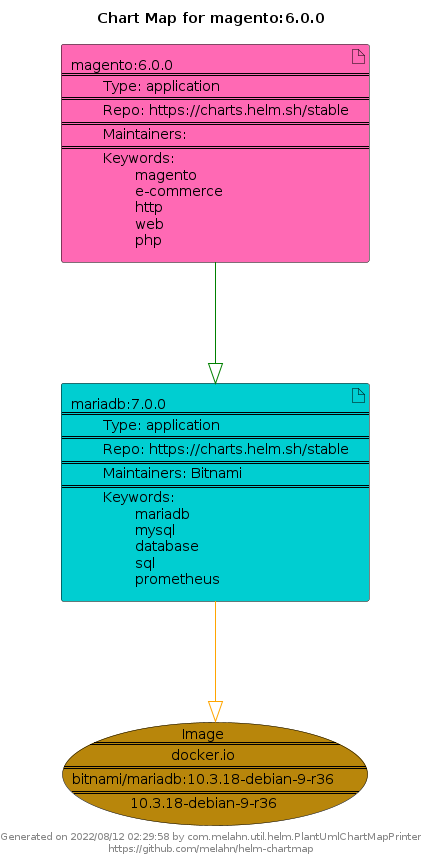 Chart Map for magento:6.0.0
magento:6.0.0
Type: application
Repo: https://charts.helm.sh/stable
Maintainers:
Keywords:
magento
e-commerce
http
web
php
mariadb:7.0.0
Type: application
Repo: https://charts.helm.sh/stable
Maintainers: Bitnami
Keywords:
mariadb
mysql
database
sql
prometheus
Image
docker.io
bitnami/mariadb:10.3.18-debian-9-r36
10.3.18-debian-9-r36
Generated on 2022/08/12 02:29:58 by com.melahn.util.helm.PlantUmlChartMapPrinter
https://github.com/melahn/helm-chartmap